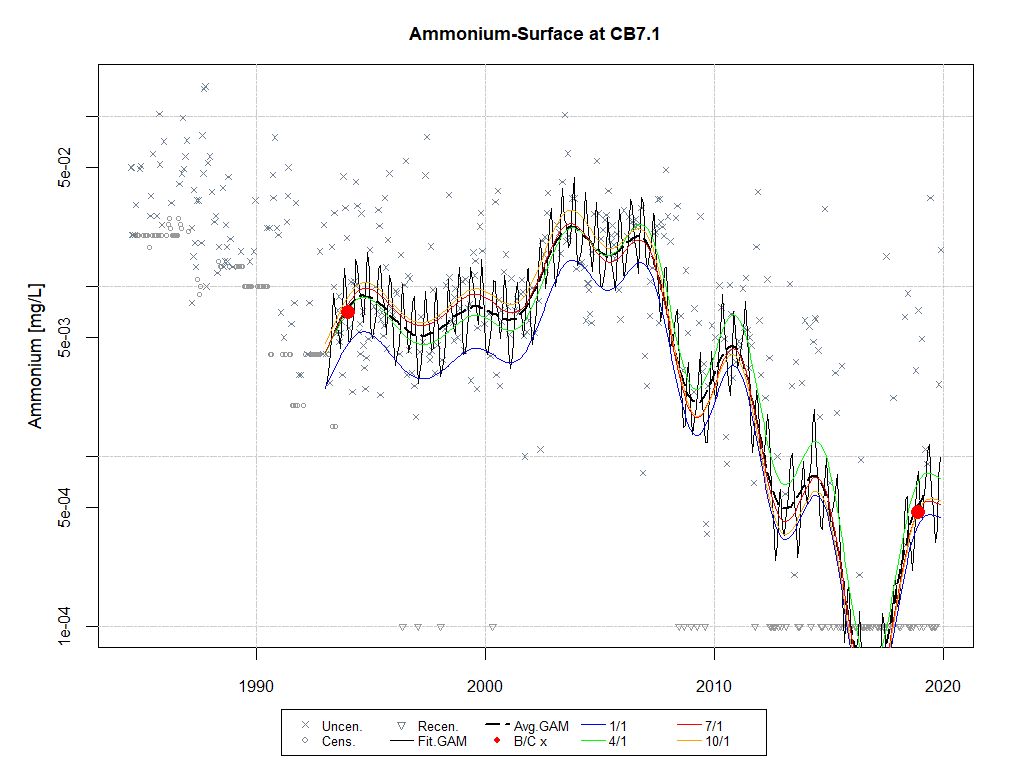 Ammonium-Surface at CB7.1
Ammonium [mg/L]
5e-02
5e-03
5e-04
1e-04
1990 2000 2010 2020
Uncen. Recen. Avg.GAM 1/1 7/1
Cens. Fit.GAM B/C x 4/1 10/1